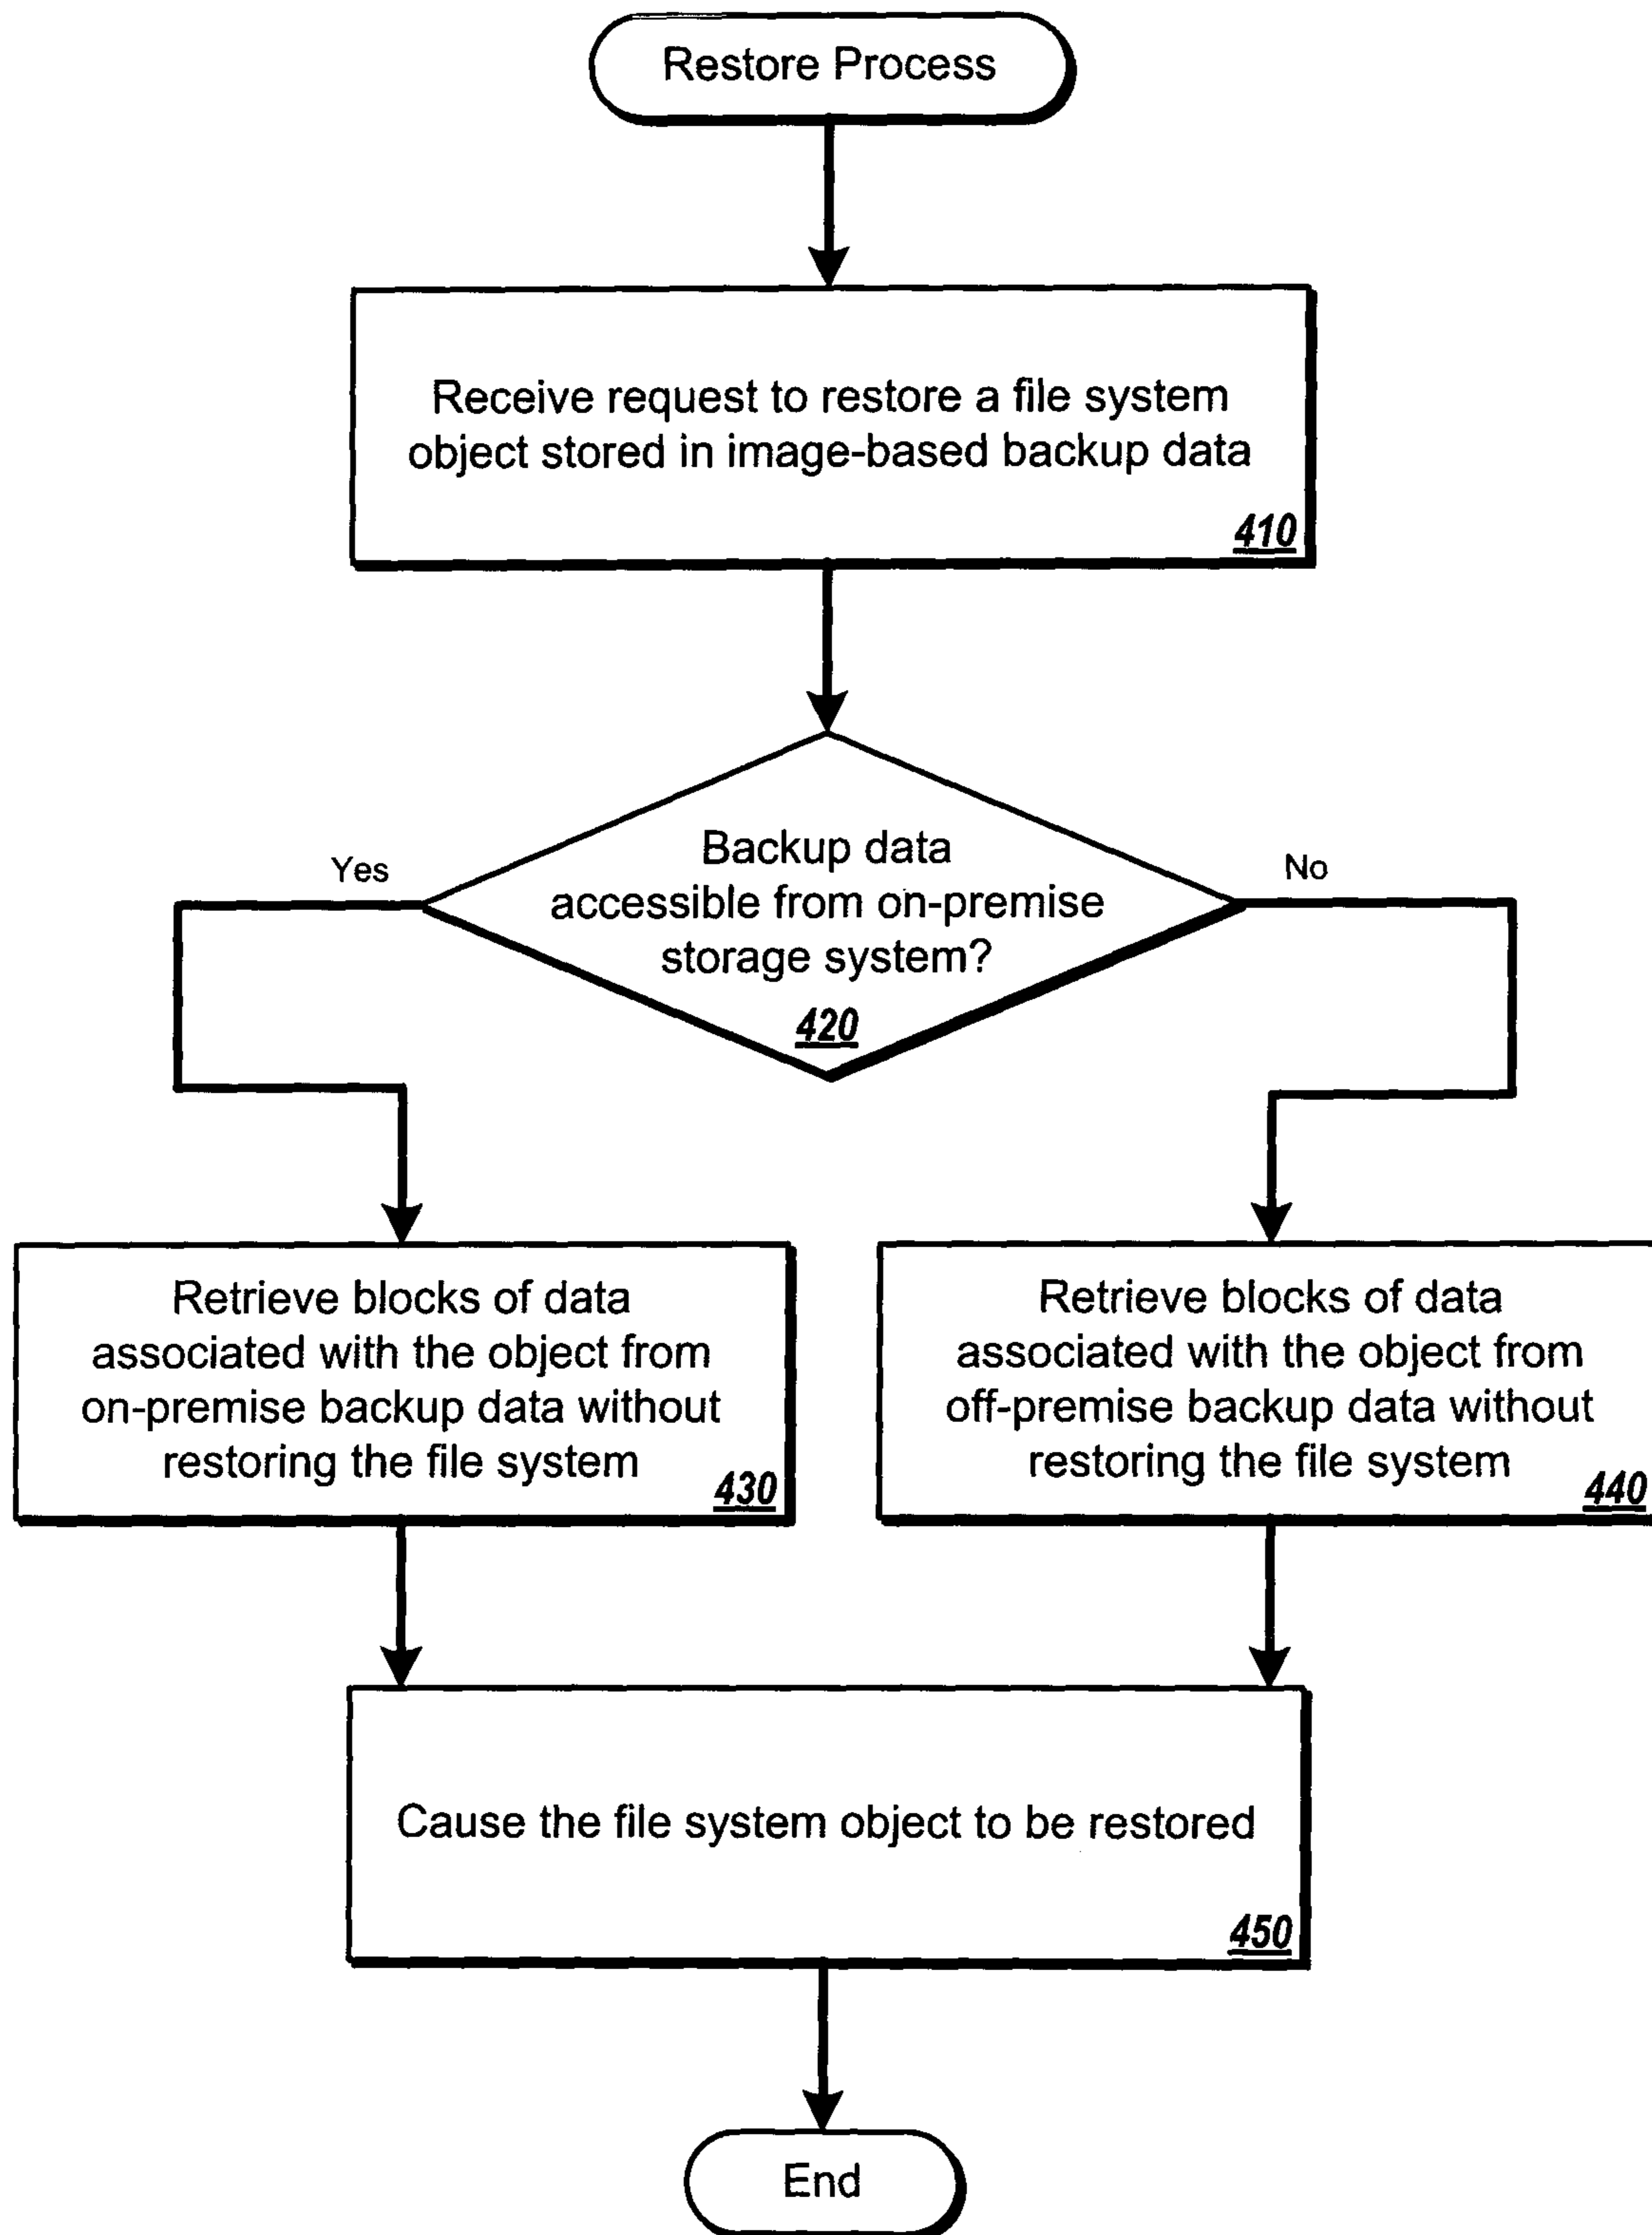 Restore Process
Receive request to restore a file system
object stored in image-based backup data
410
Backup data
accessible from on-premise
storage system?
420
Yes
No
Retrieve blocks of data
associated with the object from
on-premise backup data without
restoring the file system
430
Retrieve blocks of data
associated with the object from
off-premise backup data without
restoring the file system
440
Cause the file system object to be restored
450
End